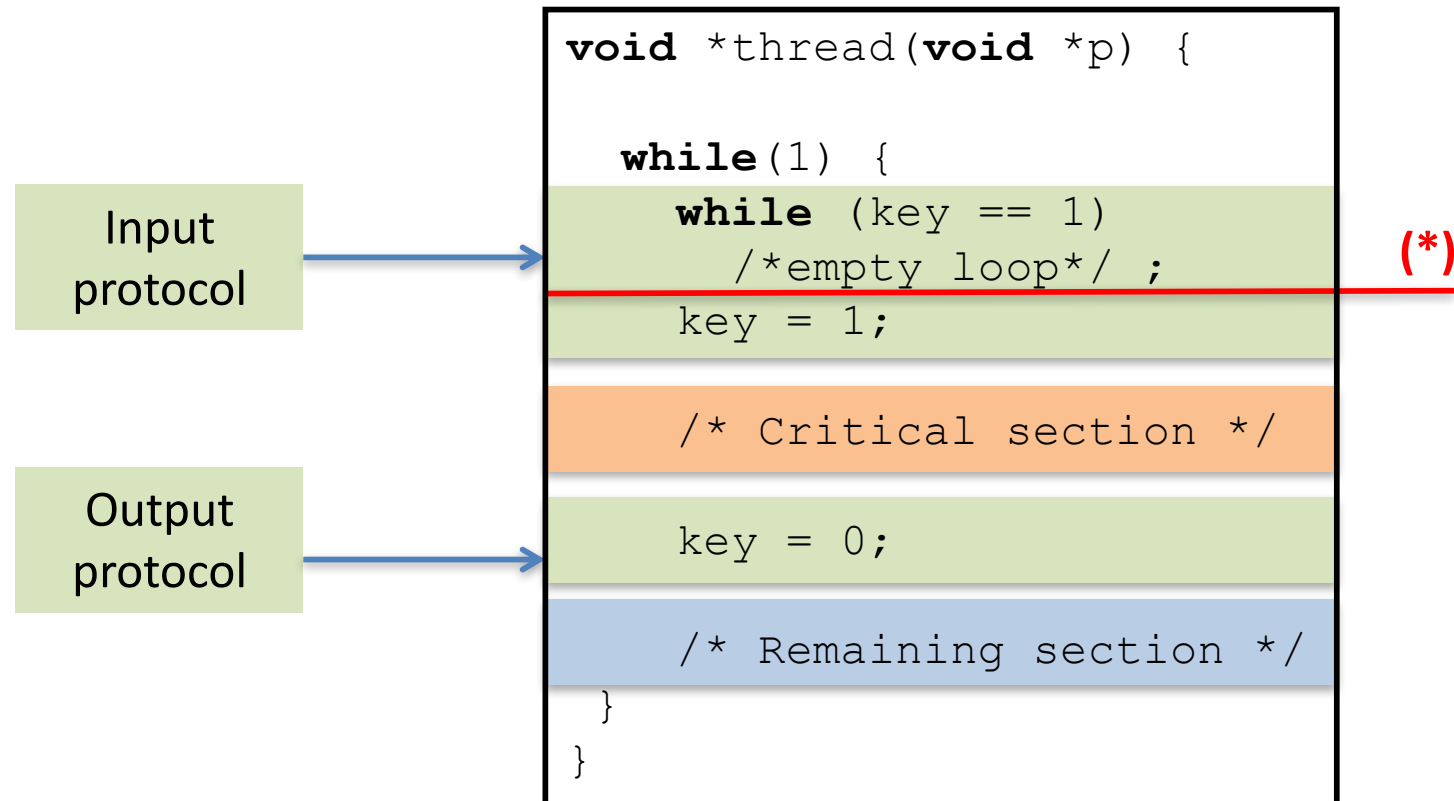 void *thread(void *p) {
while(1) {
Input
protocol
while (key == 1)
/*empty loop*/ ;
(*)
key = 1;
/* Critical section */
Output
protocol
key = 0;
/* Remaining section */
}
}